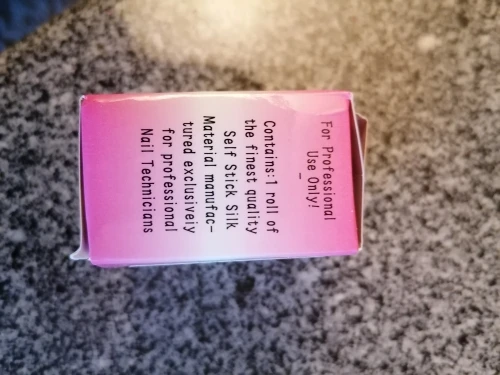 For Professional
Use Only!
Contains:1 roll of
the finest quality
Self Stick Silk
Material manufac-
tured exclusively
for professional
Nail Technicians